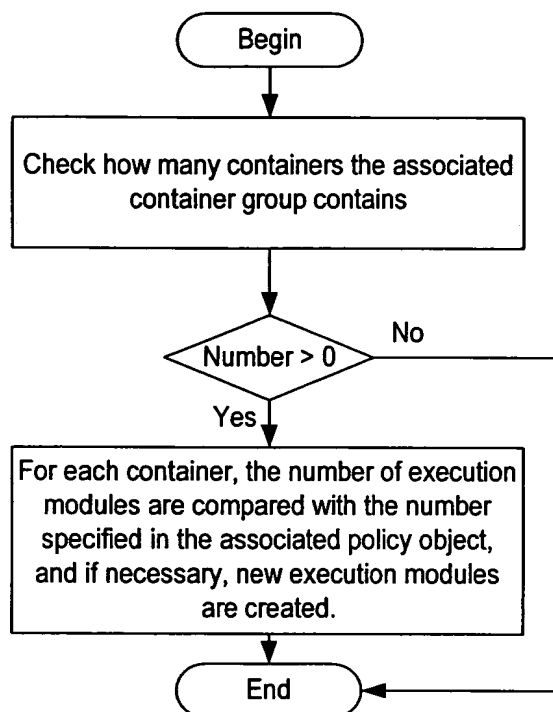 Begin
Check how many containers the associated
container group contains
Number > 0
No
Yes
For each container, the number of execution
modules are compared with the number
specified in the associated policy object,
and if necessary, new execution modules
are created.
End